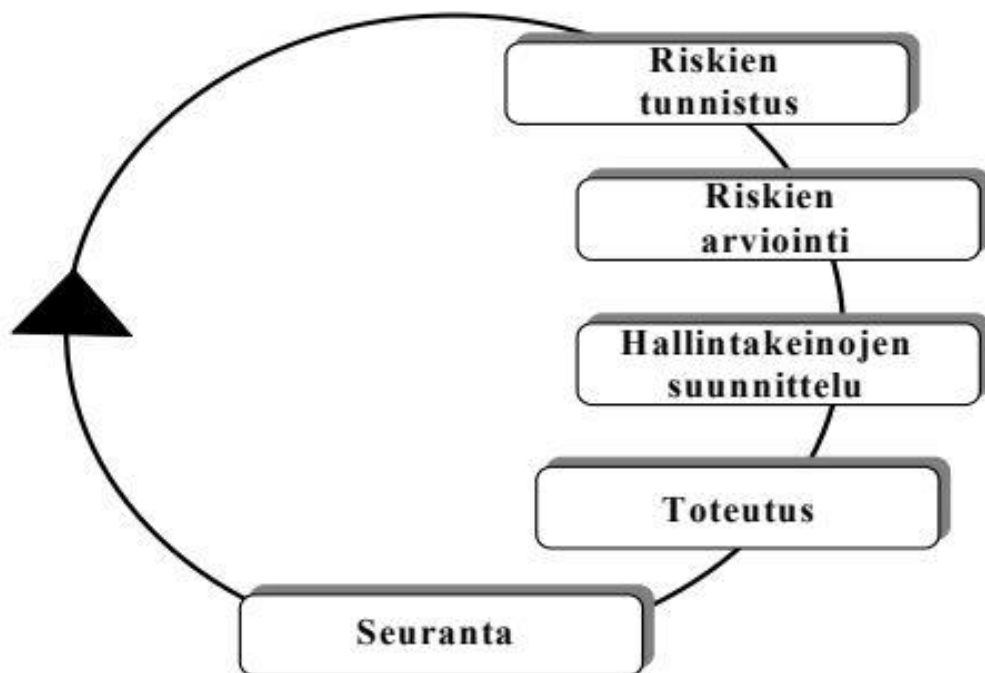 Riskien
tunnistus
Riskien
arviointi
Hallintakeinojen
suunnittelu
Toteutus
Seuranta